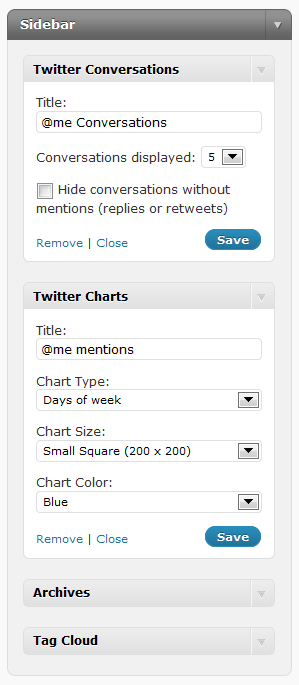 Sidebar
Twitter Conversations
Title:
@me Conversations
Conversations displayed: 5
Hide conversations without
mentions (replies or retweets)
Remove | Close Save
Twitter Charts
Title:
@me mentions
Chart Type:
Days of week
Chart Size:
Small Square (200 x 200)
Chart Color:
Blue
Remove | Close Save
Archives
Tag Cloud